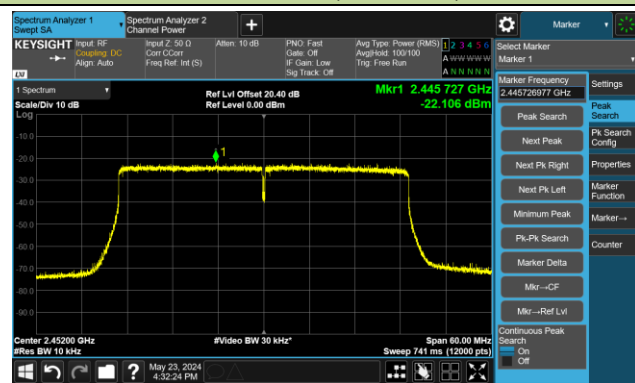 Spectrum Analyzer 1
Swept SA
Spectrum Analyzer 2
Channel Power
+
Marker
KEYSIGHT
Input: RF
Coupling: DC
Align: Auto
Input Z: 50 Ω
Corr CCorr
Freq Ref: Int (S)
Atten: 10 dB
PNO: Fast
Gate: Off
IF Gain: Low
Sig Track: Off
Avg Type: Power (RMS)
Avg|Hold: 100/100
Trig: Free Run
1 2 3 4 5 6
A W W W W W
A N N N N N
LVI
Select Marker
Marker 1
1 Spectrum
Scale/Div 10 dB
Log
Ref Lvl Offset 20.40 dB
Ref Level 0.00 dBm
Mkr1 2.445 727 GHz
-22.106 dBm
-10.0
-20.0
-30.0
-40.0
-50.0
-60.0
-70.0
-80.0
-90.0
1
Center 2.45200 GHz
#Res BW 10 kHz
#Video BW 30 kHz*
Span 60.00 MHz
Sweep 741 ms (12000 pts)
Marker Frequency
2.445726977 GHz
Peak Search
Next Peak
Next Pk Right
Next Pk Left
Minimum Peak
Pk-Pk Search
Marker Delta
Mkr→CF
Mkr→Ref Lvl
Continuous Peak
Search
On
Off
Settings
Peak
Search
Pk Search
Config
Properties
Marker
Function
Marker→
Counter
?
May 23, 2024
4:32:24 PM